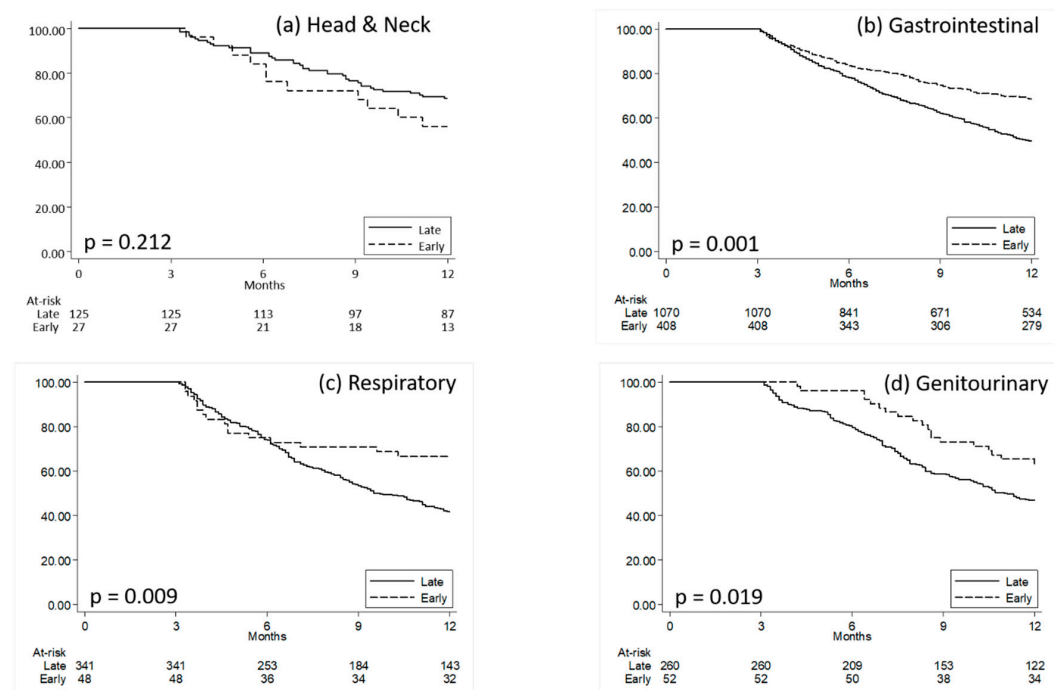 (a) Head & Neck
100.00
80.00
60.00
40.00
20.00
0.00
p = 0.212
Late
Early
0 3 6 9 12
Months
At-risk
Late 125 125 113 97 87
Early 27 27 21 18 13
(b) Gastrointestinal
100.00
80.00
60.00
40.00
20.00
0.00
p = 0.001
Late
Early
0 3 6 9 12
Months
At-risk
Late 1070 1070 841 671 534
Early 408 408 343 306 279
(c) Respiratory
100.00
80.00
60.00
40.00
20.00
0.00
p = 0.009
Late
Early
0 3 6 9 12
Months
At-risk
Late 341 341 253 184 143
Early 48 48 36 34 32
(d) Genitourinary
100.00
80.00
60.00
40.00
20.00
0.00
p = 0.019
Late
Early
0 3 6 9 12
Months
At-risk
Late 260 260 209 153 122
Early 52 52 50 38 34